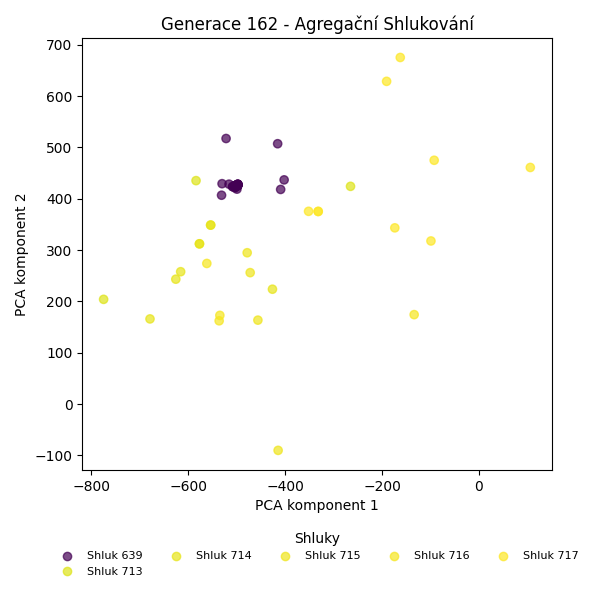 Generace 162 - Agregační Shlukování
700
600
500
400
300
200
100
0
−100
PCA komponent 2
−800 −600 −400 −200 0
PCA komponent 1
Shluky
Shluk 639 Shluk 714 Shluk 715 Shluk 716 Shluk 717
Shluk 713